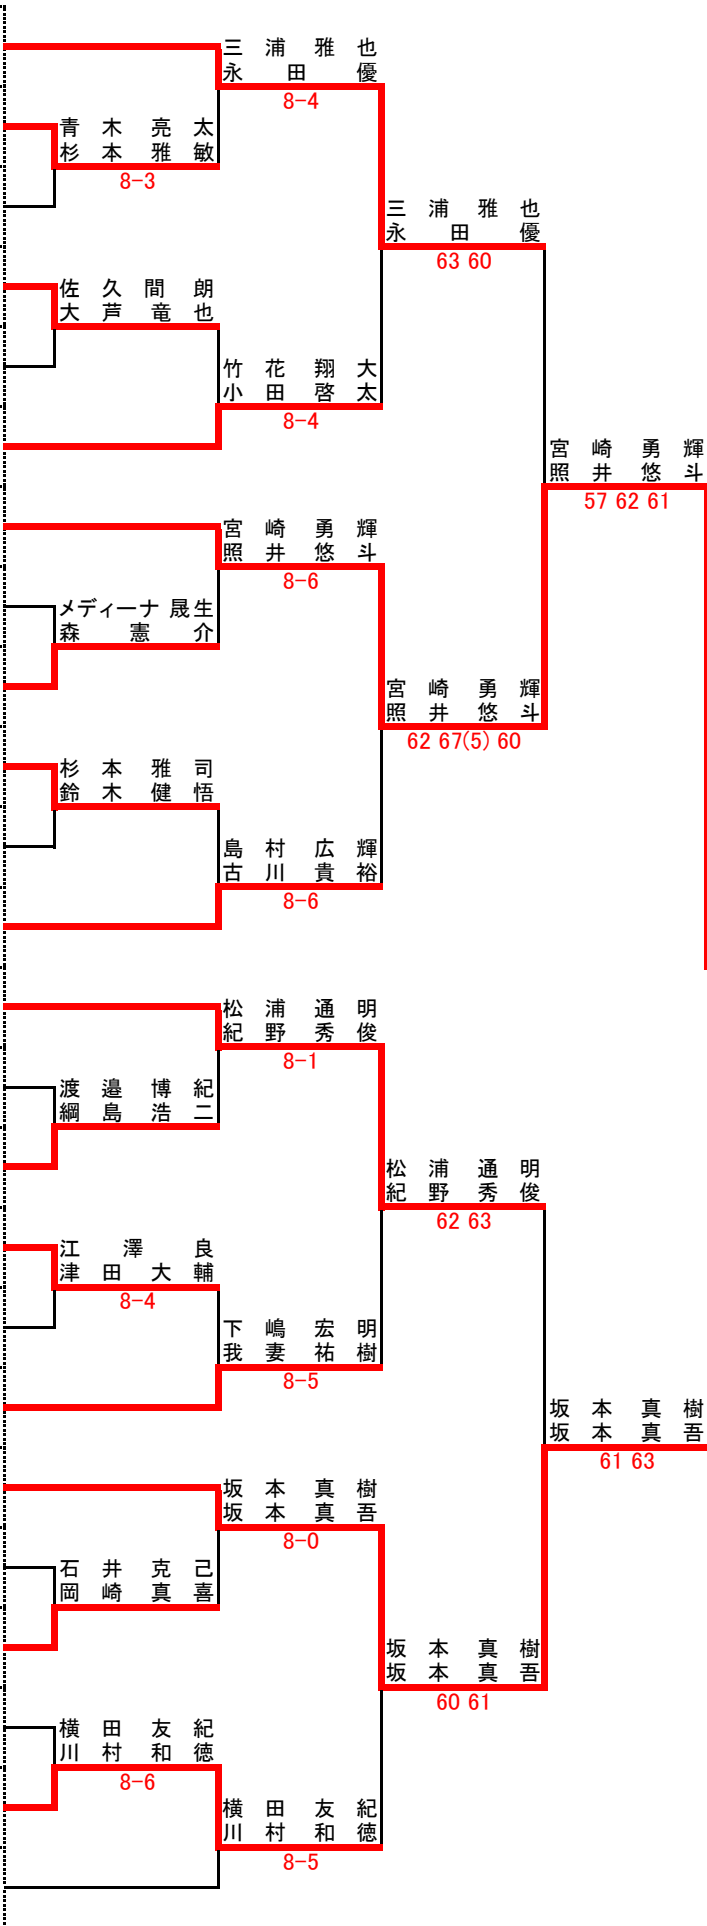 三浦雅也
永田優
8-4
青木亮太
杉本雅敏
8-3
三浦雅也
永田優
63 60
佐久間朗
大芦竜也
竹花翔大
小田啓太
8-4
宮崎勇輝
照井悠斗
57 62 61
宮崎勇輝
照井悠斗
8-6
メディーナ晟生
森憲介
宮崎勇輝
照井悠斗
62 67(5) 60
杉本雅司
鈴木健悟
島村広輝
古川貴裕
8-6
松浦通明
紀野秀俊
8-1
渡邉博紀
綱島浩二
松浦通明
紀野秀俊
62 63
江澤良
津田大輔
8-4
下嶋宏明
我妻祐樹
8-5
坂本真樹
坂本真吾
61 63
坂本真樹
坂本真吾
8-0
石井克己
岡崎真喜
坂本真樹
坂本真吾
60 61
横田友紀
川村和徳
8-6
横田友紀
川村和徳
8-5